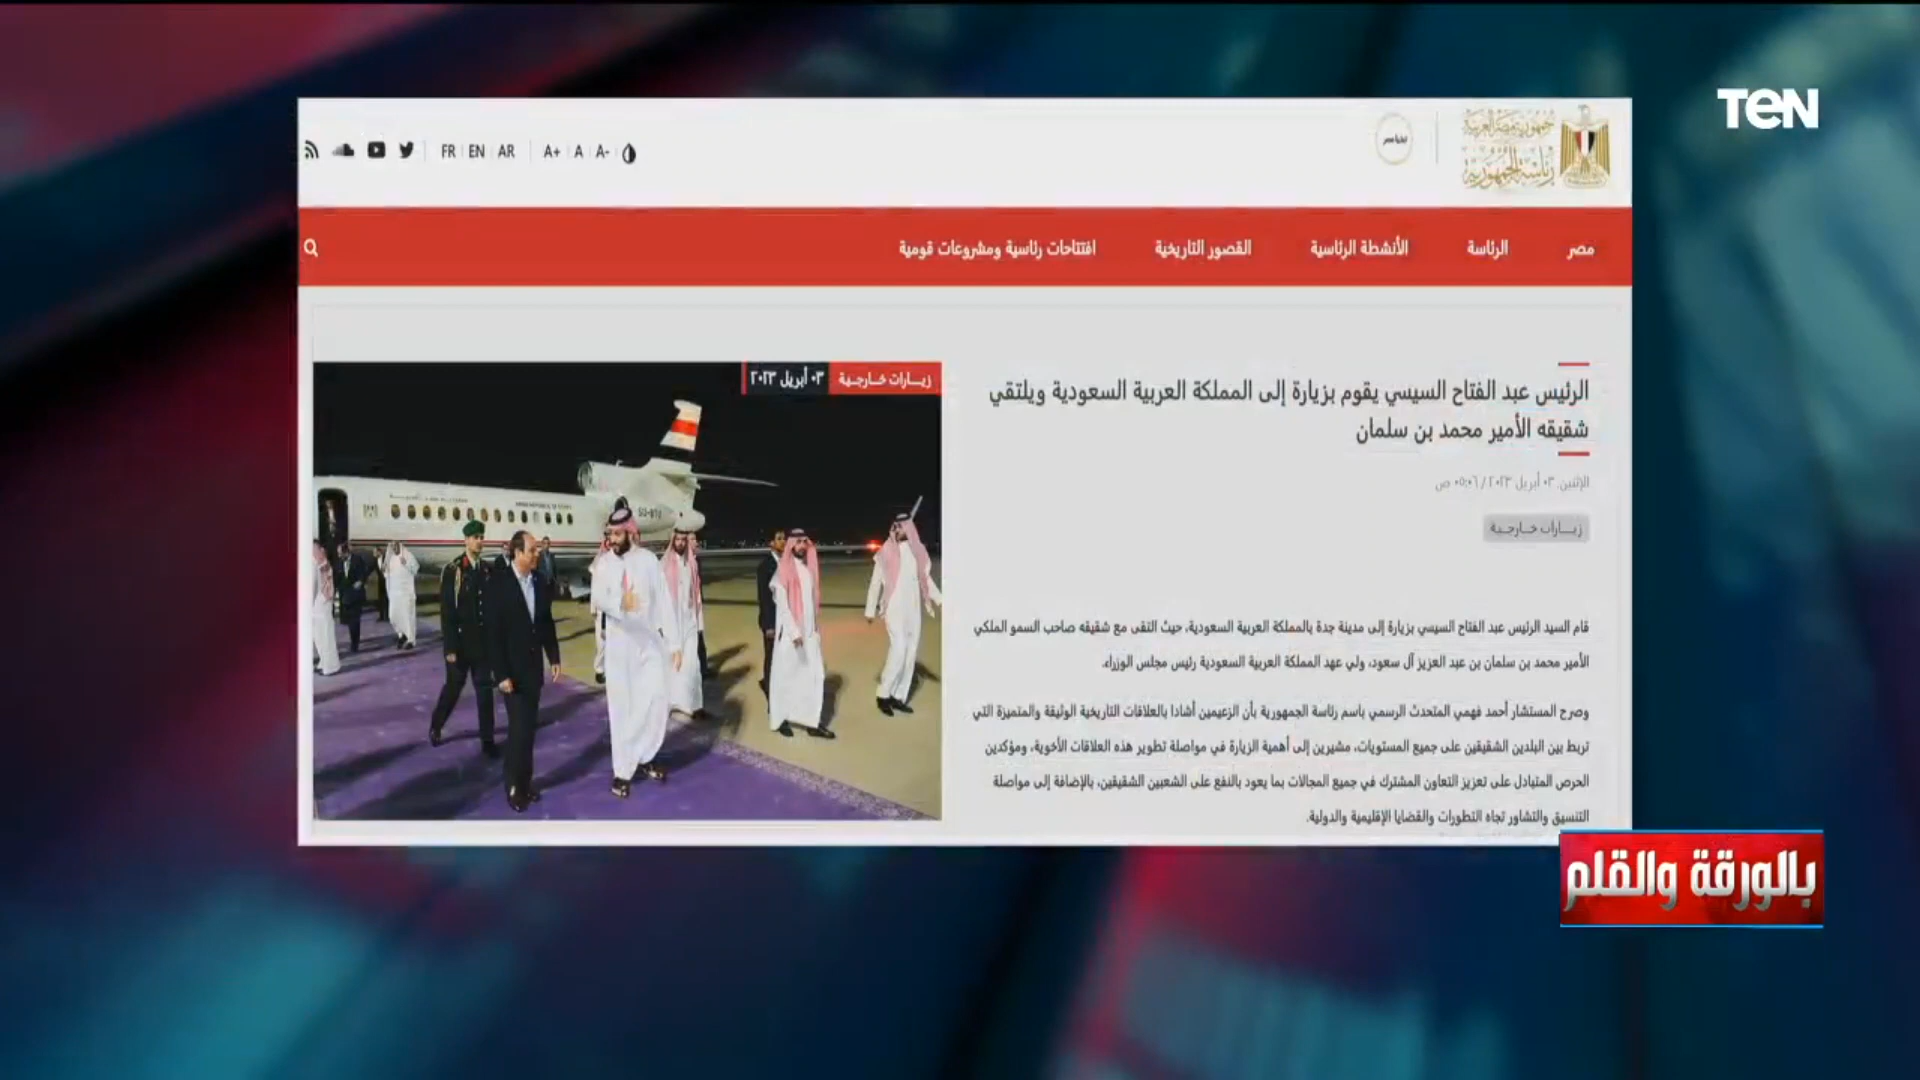 TeN
جمهورية مصر العربية
رئاسة الجمهورية
FR EN AR A+ A A-
مصر الرئاسة الأنشطة الرئاسية القصور التاريخية افتتاحات رئاسية ومشروعات قومية
زيارات خارجية ٠٣ أبريل ٢٠٢٣
الرئيس عبد الفتاح السيسي يقوم بزيارة إلى المملكة العربية السعودية ويلتقي
شقيقه الأمير محمد بن سلمان
الإثنين، ٠٣ أبريل ٢٠٢٣ / ٠٥:٠٦ ص
زيارات خارجية
قام السيد الرئيس عبد الفتاح السيسي بزيارة إلى مدينة جدة بالمملكة العربية السعودية، حيث التقى مع شقيقه صاحب السمو الملكي
الأمير محمد بن سلمان بن عبد العزيز آل سعود، ولي عهد المملكة العربية السعودية رئيس مجلس الوزراء.
وصرح المستشار أحمد فهمي المتحدث الرسمي باسم رئاسة الجمهورية بأن الزعيمين أشادا بالعلاقات التاريخية الوثيقة والمتميزة التي
تربط بين البلدين الشقيقين على جميع المستويات، مشيرين إلى أهمية الزيارة في مواصلة تطوير هذه العلاقات الأخوية، ومؤكدين
الحرص المتبادل على تعزيز التعاون المشترك في جميع المجالات بما يعود بالنفع على الشعبين الشقيقين، بالإضافة إلى مواصلة
التنسيق والتشاور تجاه التطورات والقضايا الإقليمية والدولية.
بالورقة والقلم